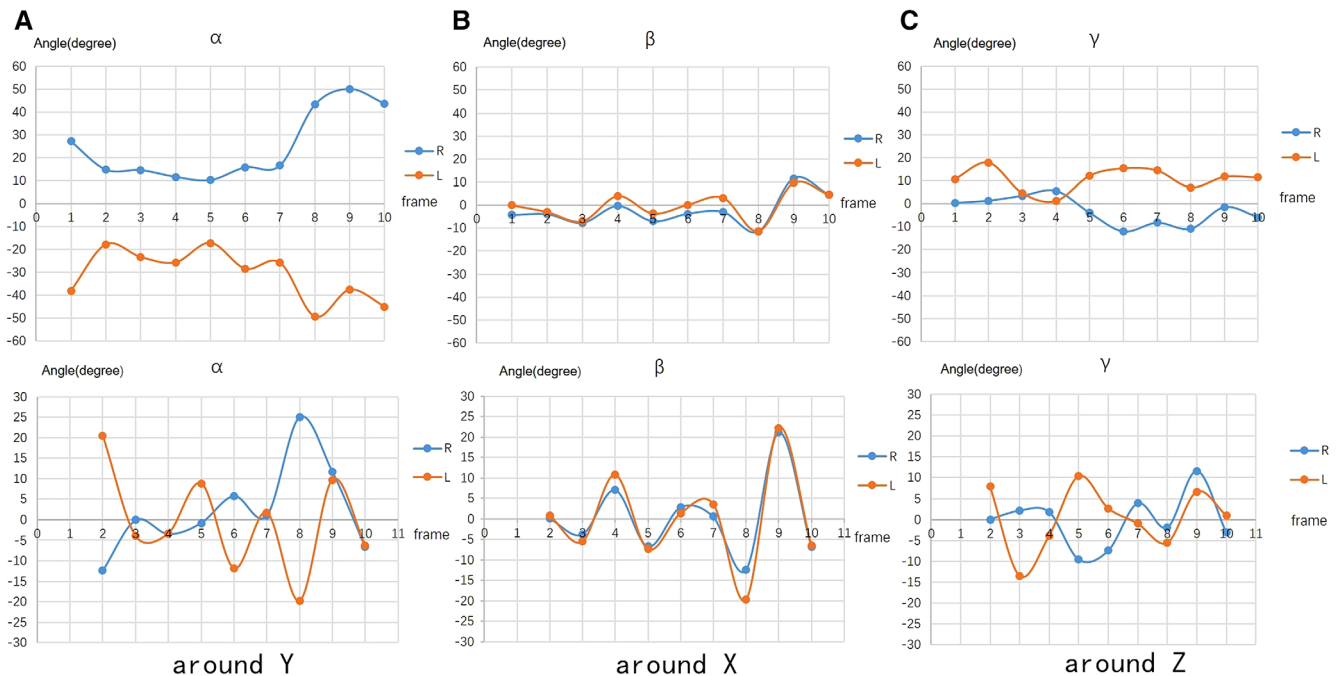 A
B
C
α
β
γ
Angle(degree)
Angle(degree)
Angle(degree)
60
50
40
30
20
10
0
-10
-20
-30
-40
-50
-60
0 1 2 3 4 5 6 7 8 9 10
R
L
frame
60
50
40
30
20
10
0
-10
-20
-30
-40
-50
-60
0 1 2 3 4 5 6 7 8 9 10
R
L
frame
60
50
40
30
20
10
0
-10
-20
-30
-40
-50
-60
0 1 2 3 4 5 6 7 8 9 10
R
L
frame
α
β
γ
Angle(degree)
Angle(degree)
Angle(degree)
30
25
20
15
10
5
0
-5
-10
-15
-20
-25
-30
0 1 2 3 4 5 6 7 8 9 10 11
R
L
frame
30
25
20
15
10
5
0
-5
-10
-15
-20
-25
-30
0 1 2 3 4 5 6 7 8 9 10 11
R
L
frame
30
25
20
15
10
5
0
-5
-10
-15
-20
-25
-30
0 1 2 3 4 5 6 7 8 9 10 11
R
L
frame
around Y
around X
around Z